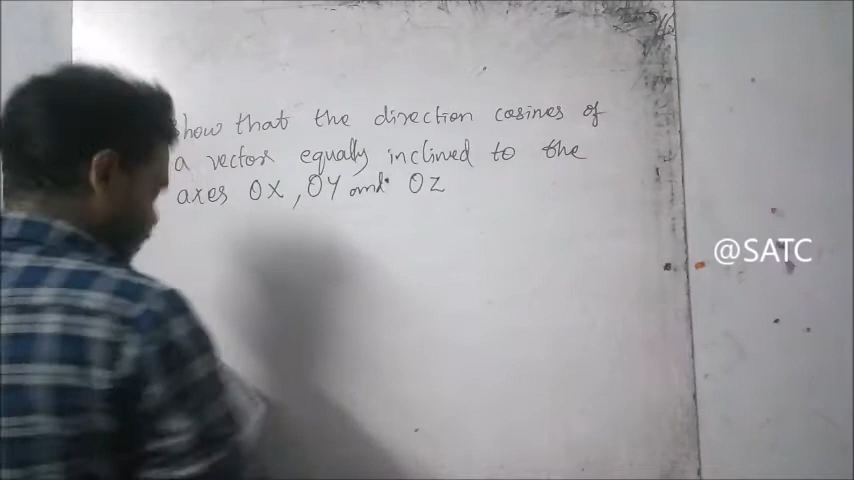 show that the direction cosines of
a vector equally inclined to the
axes OX, OY and OZ
@SATC